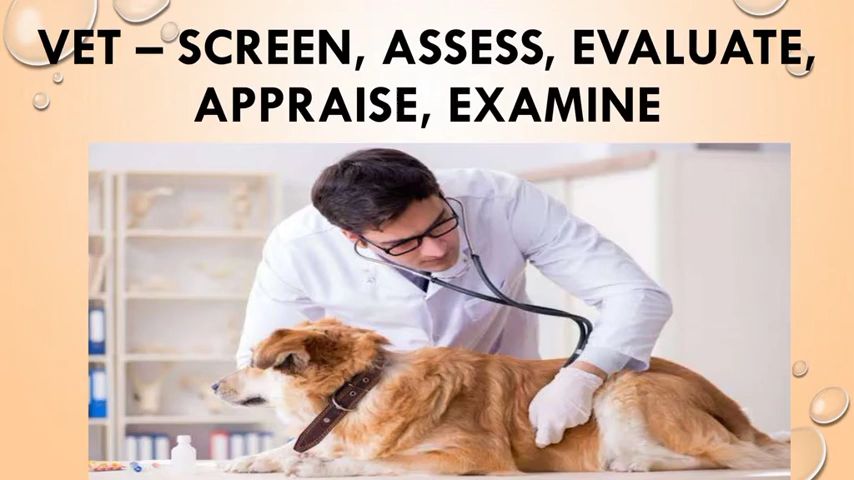 VET – SCREEN, ASSESS, EVALUATE,
APPRAISE, EXAMINE